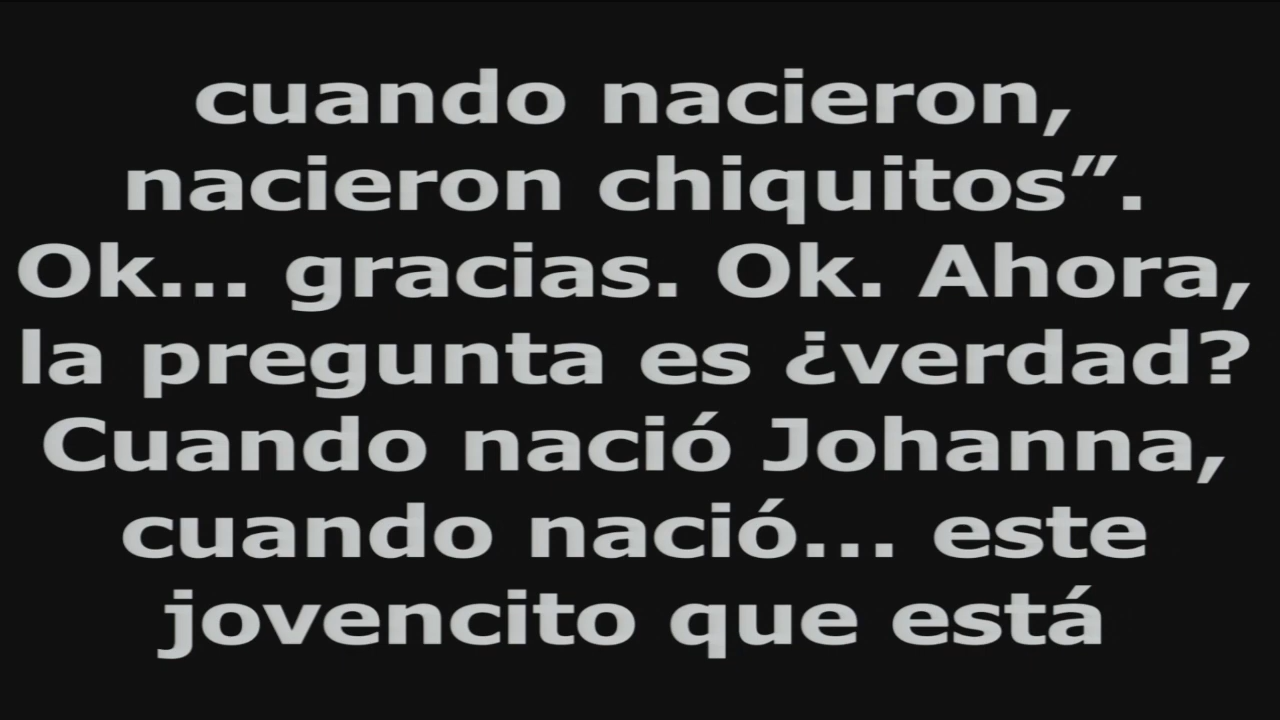 cuando nacieron,
nacieron chiquitos”.
Ok... gracias. Ok. Ahora,
la pregunta es ¿verdad?
Cuando nació Johanna,
cuando nació... este
jovencito que está